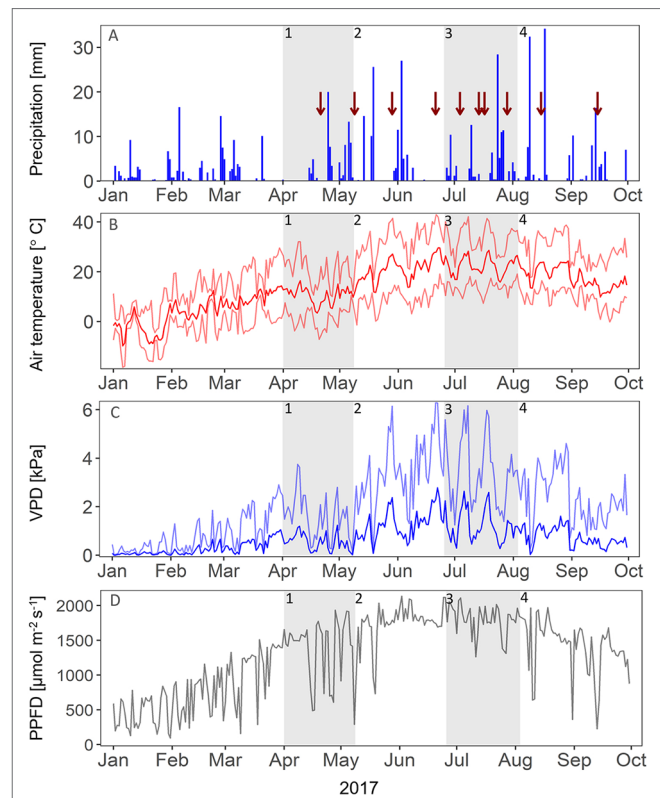 A 1 2 3 4
Precipitation [mm]
30
20
10
0
Jan Feb Mar Apr May Jun Jul Aug Sep Oct
B 1 2 3 4
Air temperature [° C]
40
20
0
Jan Feb Mar Apr May Jun Jul Aug Sep Oct
C 1 2 3 4
VPD [kPa]
6
4
2
0
Jan Feb Mar Apr May Jun Jul Aug Sep Oct
D 1 2 3 4
PPFD [µmol m⁻² s⁻¹]
2000
1500
1000
500
0
Jan Feb Mar Apr May Jun Jul Aug Sep Oct
2017